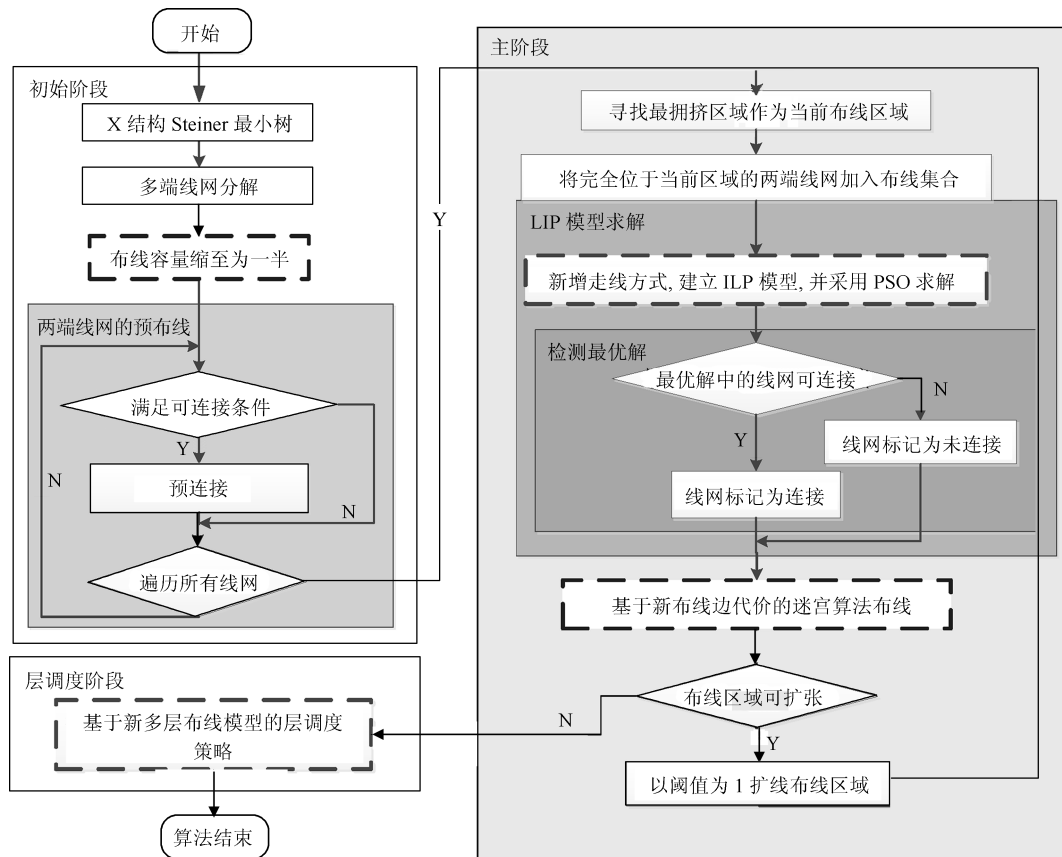 开始
初始阶段
X 结构 Steiner 最小树
多端线网分解
布线容量缩至为一半
两端线网的预布线
满足可连接条件
Y
预连接
N
N
遍历所有线网
Y
主阶段
寻找最拥挤区域作为当前布线区域
将完全位于当前区域的两端线网加入布线集合
LIP 模型求解
新增走线方式, 建立 ILP 模型, 并采用 PSO 求解
检测最优解
最优解中的线网可连接
N
Y
线网标记为未连接
线网标记为连接
基于新布线边代价的迷宫算法布线
布线区域可扩张
N
Y
以阈值为 1 扩线布线区域
层调度阶段
基于新多层布线模型的层调度
策略
算法结束